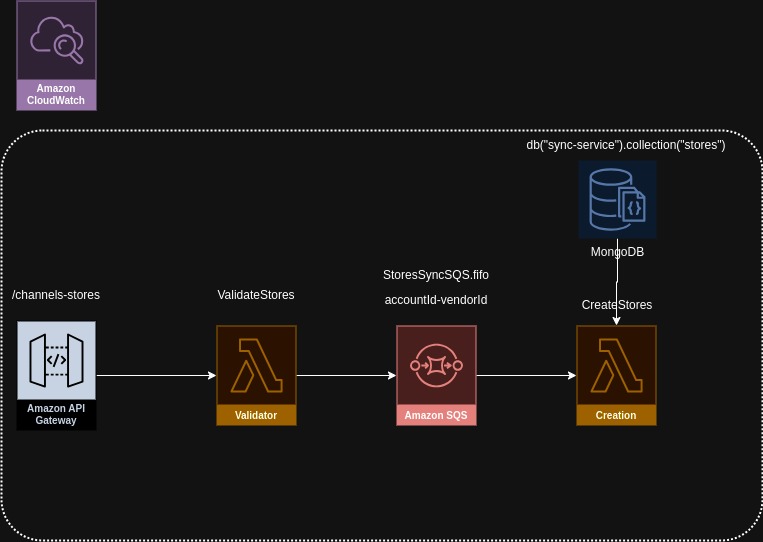 Amazon
CloudWatch
db("sync-service").collection("stores")
MongoDB
StoresSyncSQS.fifo
accountId-vendorId
/channels-stores
ValidateStores
CreateStores
Amazon API
Gateway
Validator
Amazon SQS
Creation